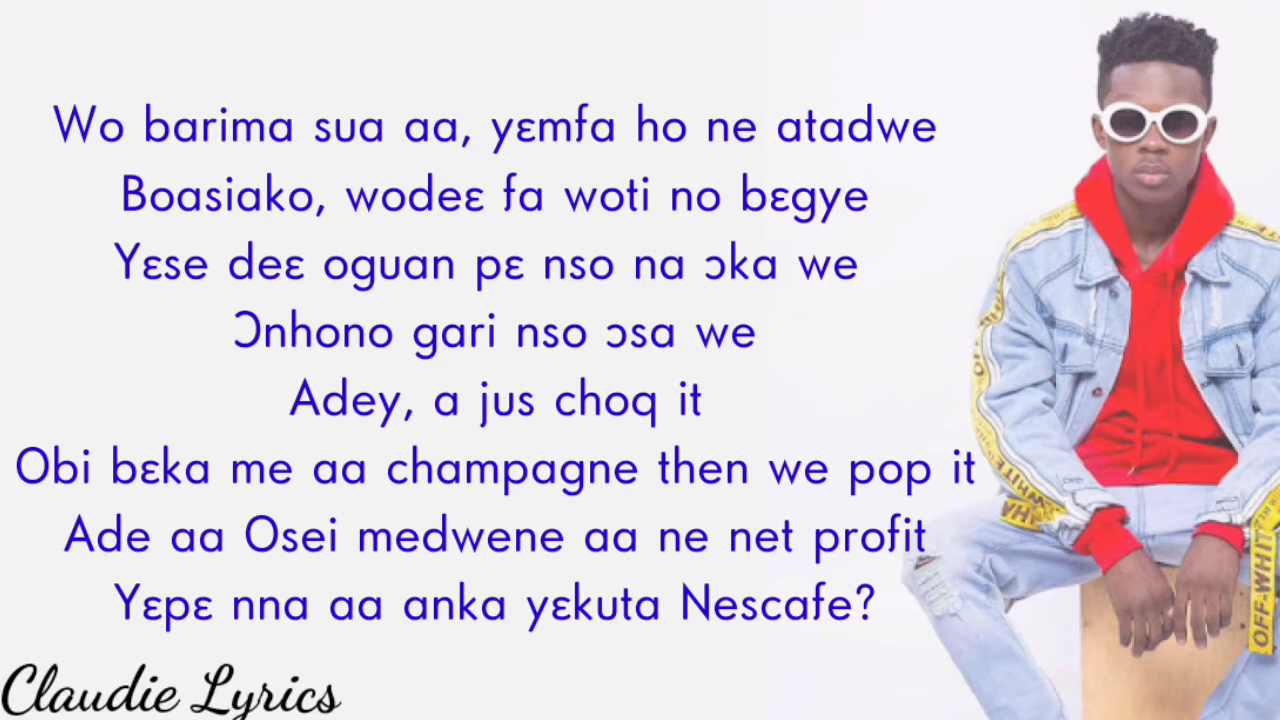 Wo barima sua aa, yɛmfa ho ne atadwe
Boasiako, wodeɛ fa woti no bɛgye
Yɛse deɛ oguan pɛ nso na ɔka we
Ɔnhono gari nso ɔsa we
Adey, a jus choq it
Obi bɛka me aa champagne then we pop it
Ade aa Osei medwene aa ne net profit
Yɛpɛ nna aa anka yɛkuta Nescafe?
Claudie Lyrics
OFF-WHITE